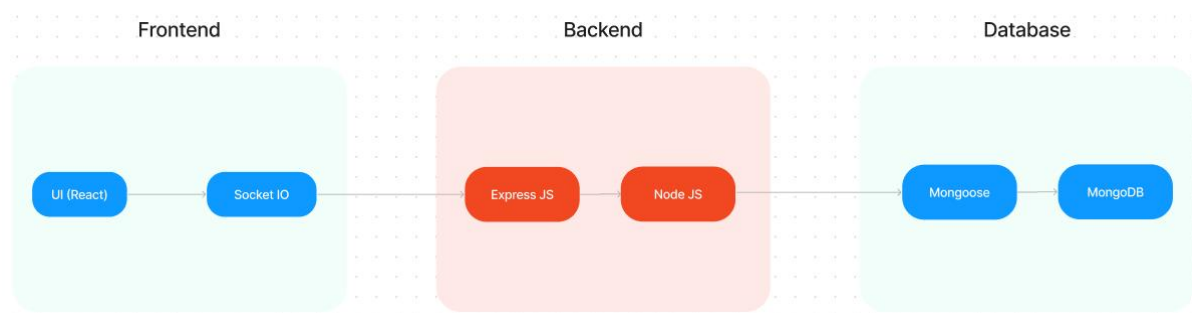 Frontend
Backend
Database
UI (React)
Socket IO
Express JS
Node JS
Mongoose
MongoDB